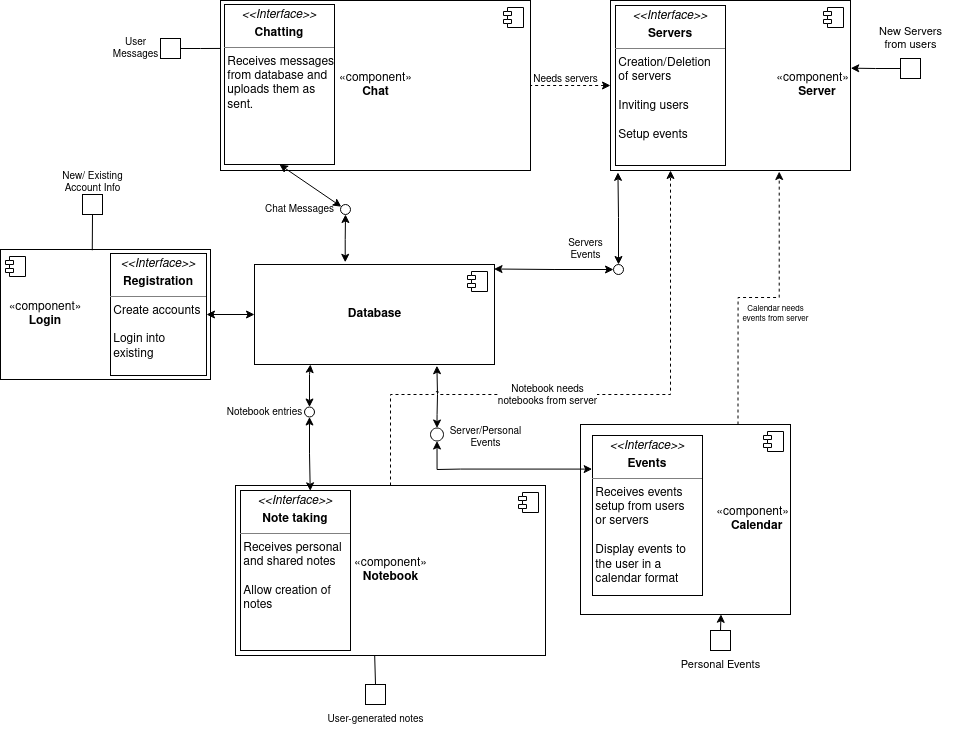 <<Interface>>
Chatting
Receives messages
from database and
uploads them as
sent.
«component»
Chat
User
Messages
Needs servers
<<Interface>>
Servers
Creation/Deletion
of servers
Inviting users
Setup events
«component»
Server
New Servers
from users
New/ Existing
Account Info
Chat Messages
Servers
Events
«component»
Login
<<Interface>>
Registration
Create accounts
Login into
existing
Database
Calendar needs
events from server
Notebook needs
notebooks from server
Notebook entries
Server/Personal
Events
<<Interface>>
Note taking
Receives personal
and shared notes
Allow creation of
notes
«component»
Notebook
<<Interface>>
Events
Receives events
setup from users
or servers
Display events to
the user in a
calendar format
«component»
Calendar
Personal Events
User-generated notes